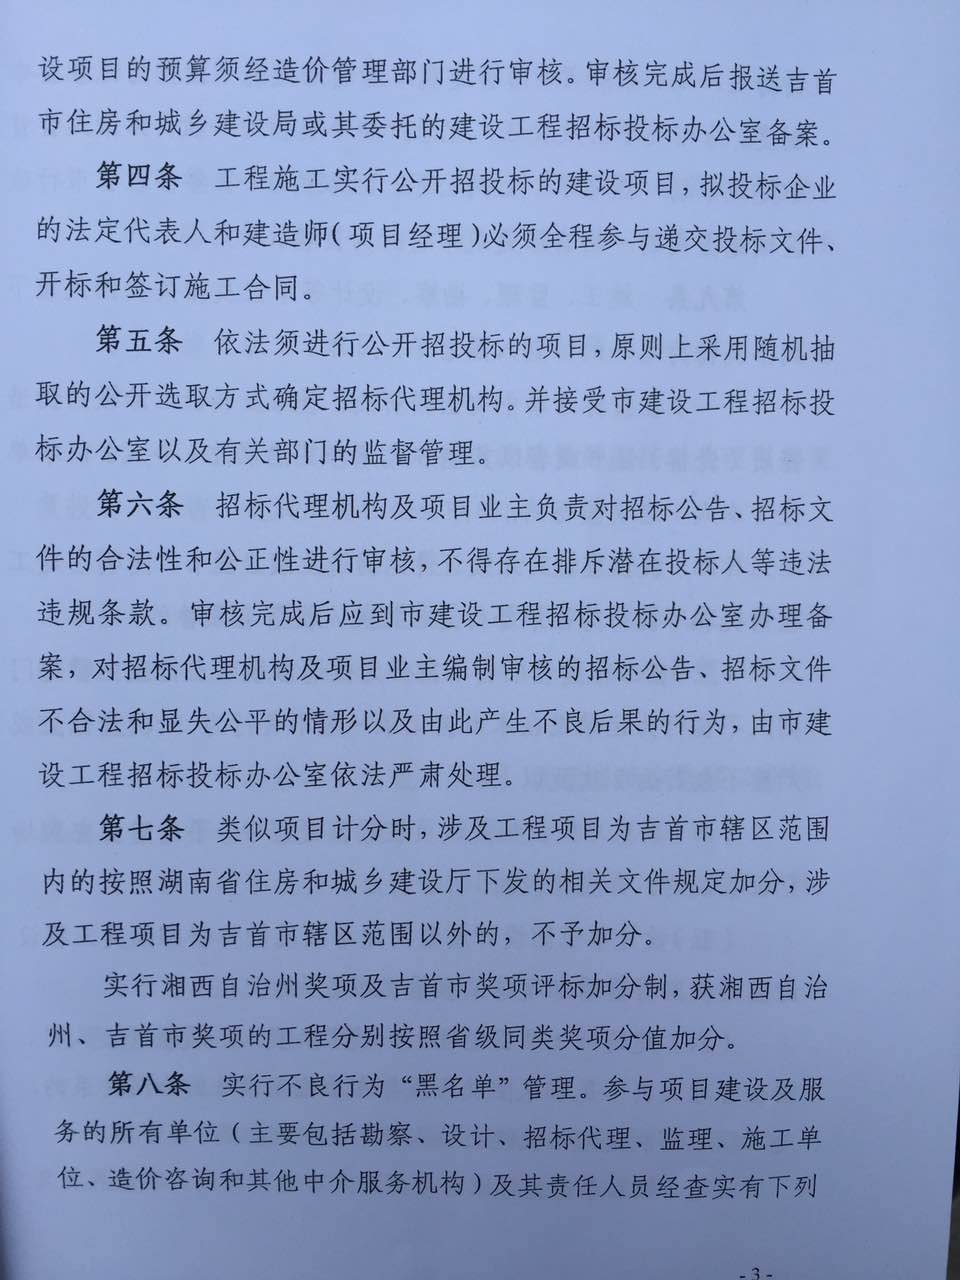 设项目的预算须经造价管理部门进行审核。审核完成后报送吉首
市住房和城乡建设局或其委托的建设工程招标投标办公室备案。
第四条 工程施工实行公开招投标的建设项目，拟投标企业
的法定代表人和建造师（项目经理）必须全程参与递交投标文件、
开标和签订施工合同。
第五条 依法须进行公开招投标的项目，原则上采用随机抽
取的公开选取方式确定招标代理机构。并接受市建设工程招标投
标办公室以及有关部门的监督管理。
第六条 招标代理机构及项目业主负责对招标公告、招标文
件的合法性和公正性进行审核，不得存在排斥潜在投标人等违法
违规条款。审核完成后应到市建设工程招标投标办公室办理备
案，对招标代理机构及项目业主编制审核的招标公告、招标文件
不合法和显失公平的情形以及由此产生不良后果的行为，由市建
设工程招标投标办公室依法严肃处理。
第七条 类似项目计分时，涉及工程项目为吉首市辖区范围
内的按照湖南省住房和城乡建设厅下发的相关文件规定加分，涉
及工程项目为吉首市辖区范围以外的，不予加分。
实行湘西自治州奖项及吉首市奖项评标加分制，获湘西自治
州、吉首市奖项的工程分别按照省级同类奖项分值加分。
第八条 实行不良行为“黑名单”管理。参与项目建设及服
务的所有单位（主要包括勘察、设计、招标代理、监理、施工单
位、造价咨询和其他中介服务机构）及其责任人员经查实有下列
- 3 -